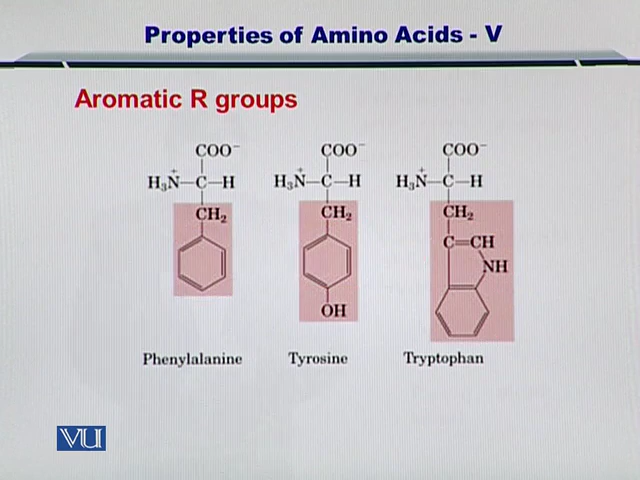 Properties of Amino Acids - V
Aromatic R groups
COO⁻ COO⁻ COO⁻
H₃N⁺—C—H H₃N⁺—C—H H₃N⁺—C—H
CH₂ CH₂ CH₂
C=CH
NH
OH
Phenylalanine Tyrosine Tryptophan
VU